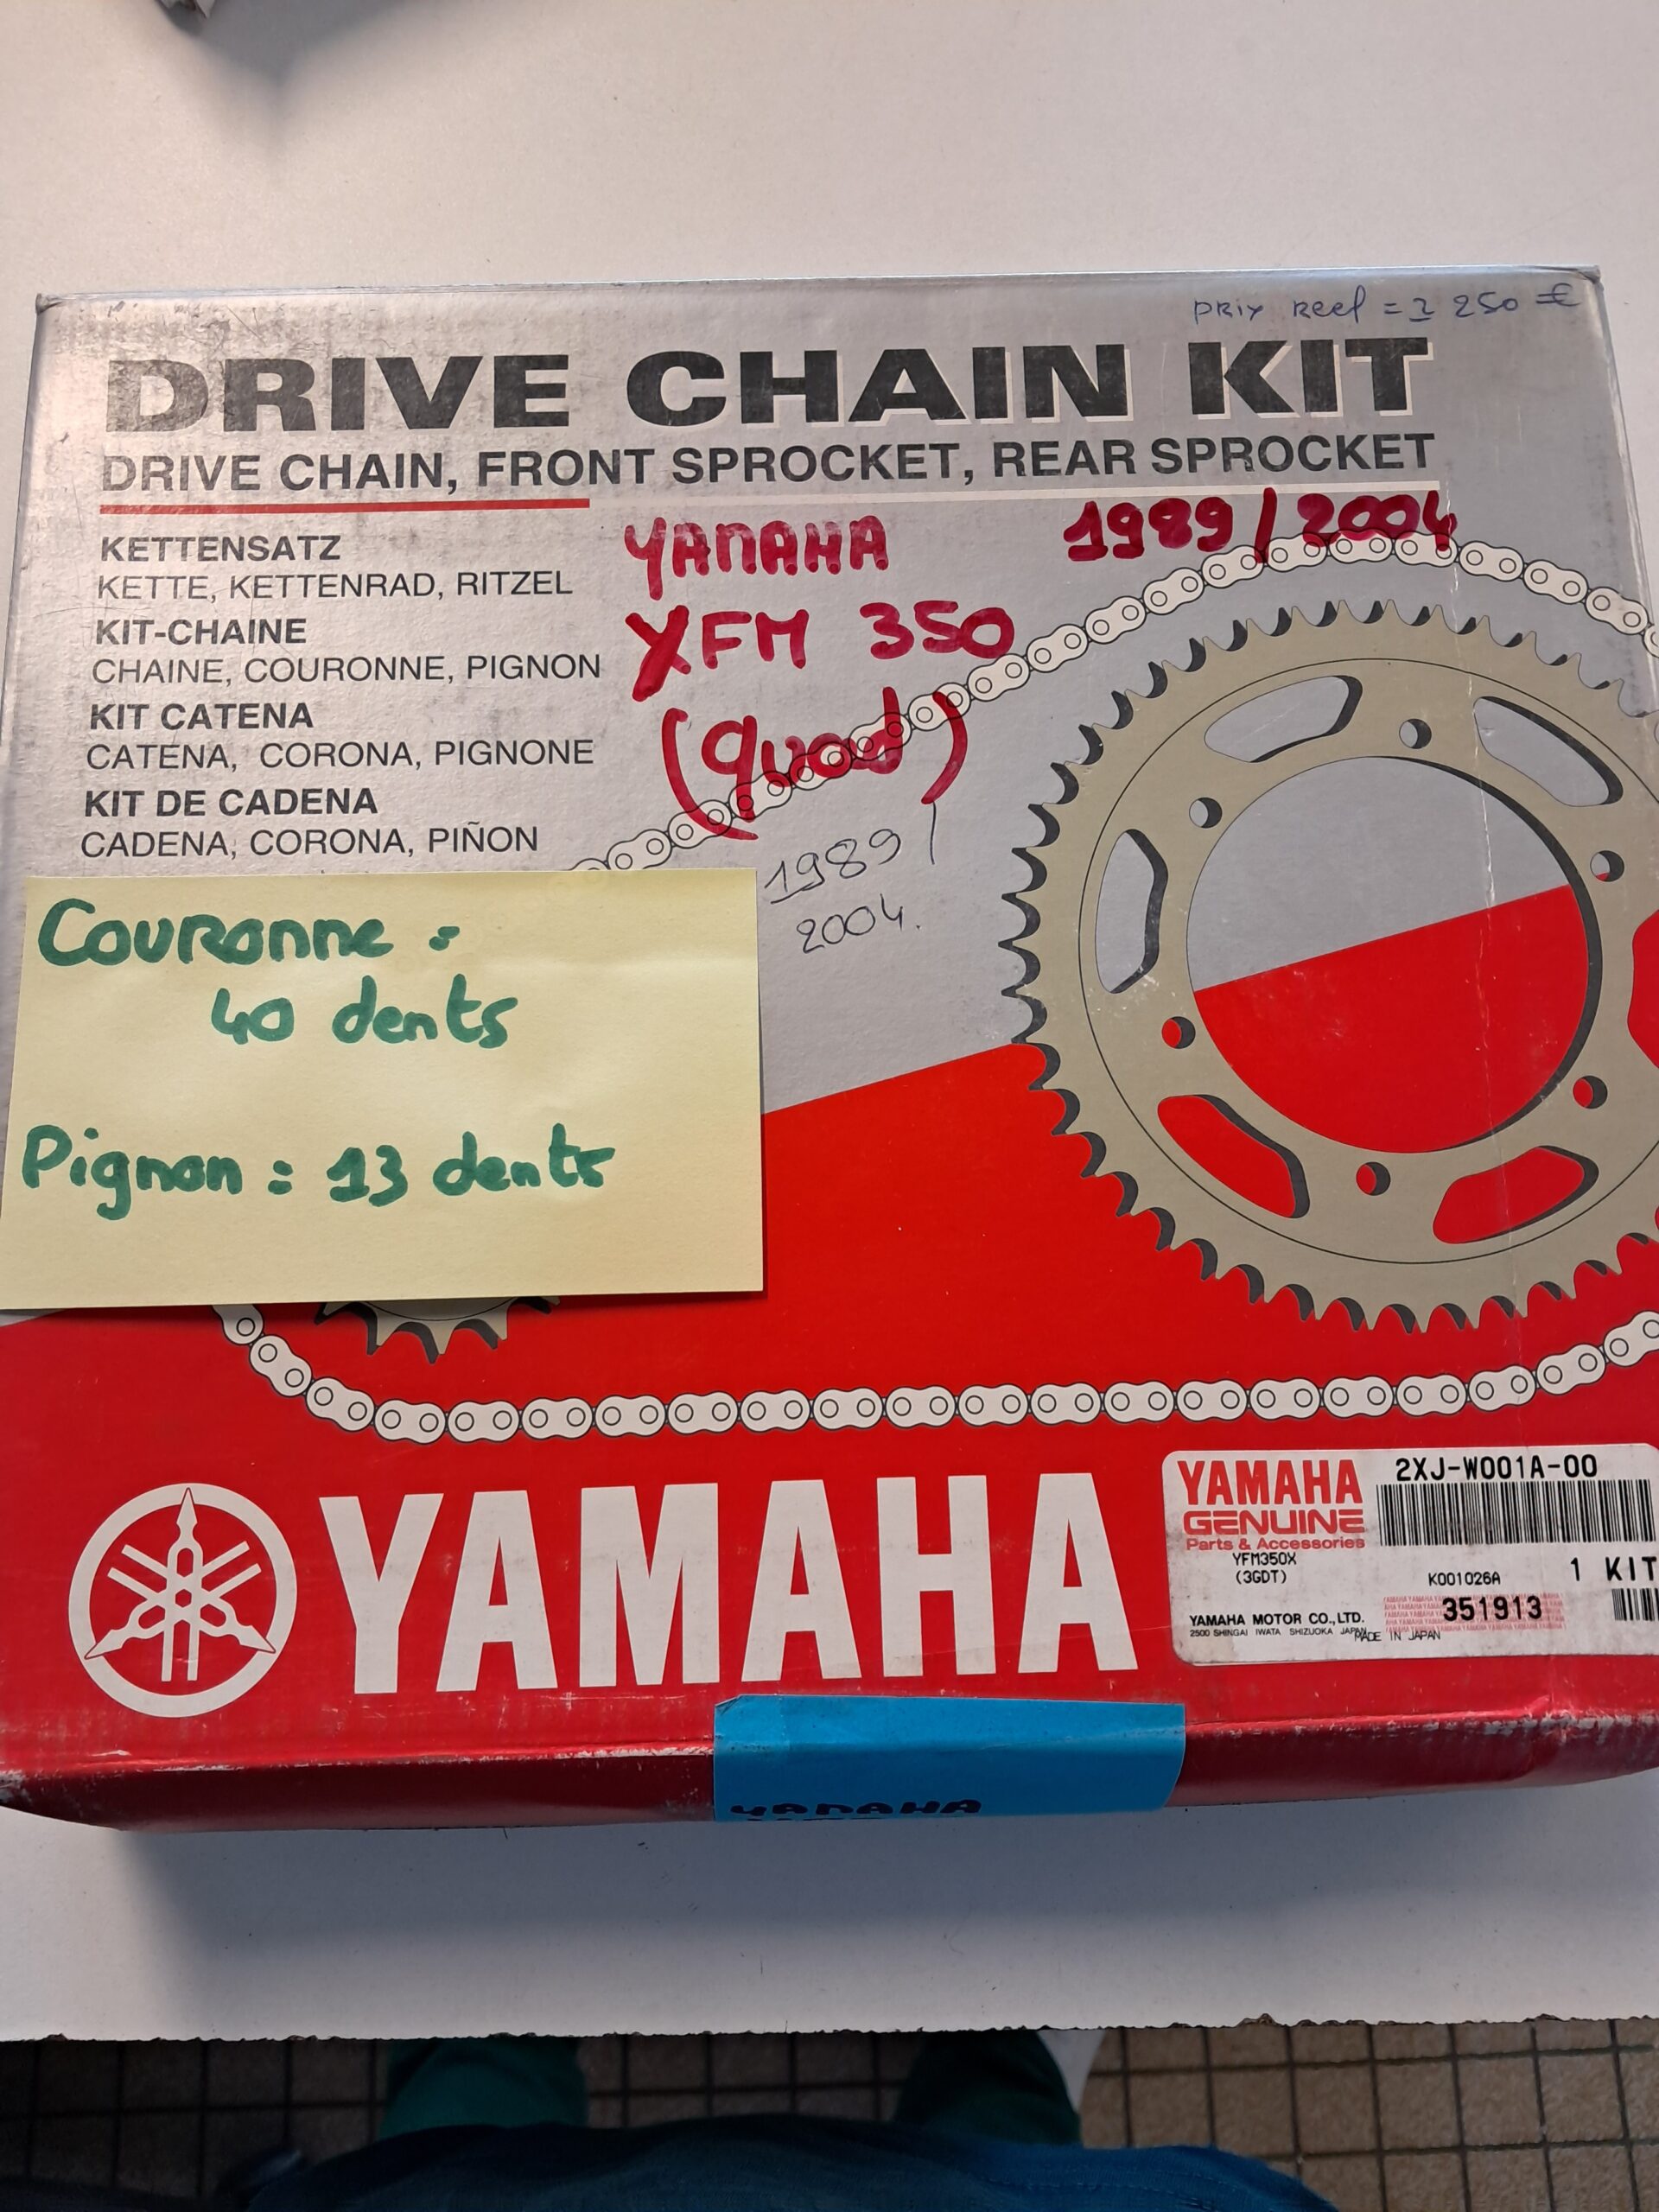 PRIX Reel = 250 €
DRIVE CHAIN KIT
DRIVE CHAIN, FRONT SPROCKET, REAR SPROCKET
KETTENSATZ
KETTE, KETTENRAD, RITZEL
KIT-CHAINE
CHAINE, COURONNE, PIGNON
KIT CATENA
CATENA, CORONA, PIGNONE
KIT DE CADENA
CADENA, CORONA, PIÑON
YAMAHA 1989/2004
XFM 350
(quad)
1989/
2004.
Couronne :
40 dents
Pignon : 13 dents
YAMAHA
YAMAHA
GENUINE
Parts & Accessories
2XJ-W001A-00
YFM350X
(3GDT)
K001026A
1 KIT
351913
YAMAHA MOTOR CO.,LTD.
2500 SHINGAI IWATA SHIZUOKA JAPAN
MADE IN JAPAN
YAMAHA